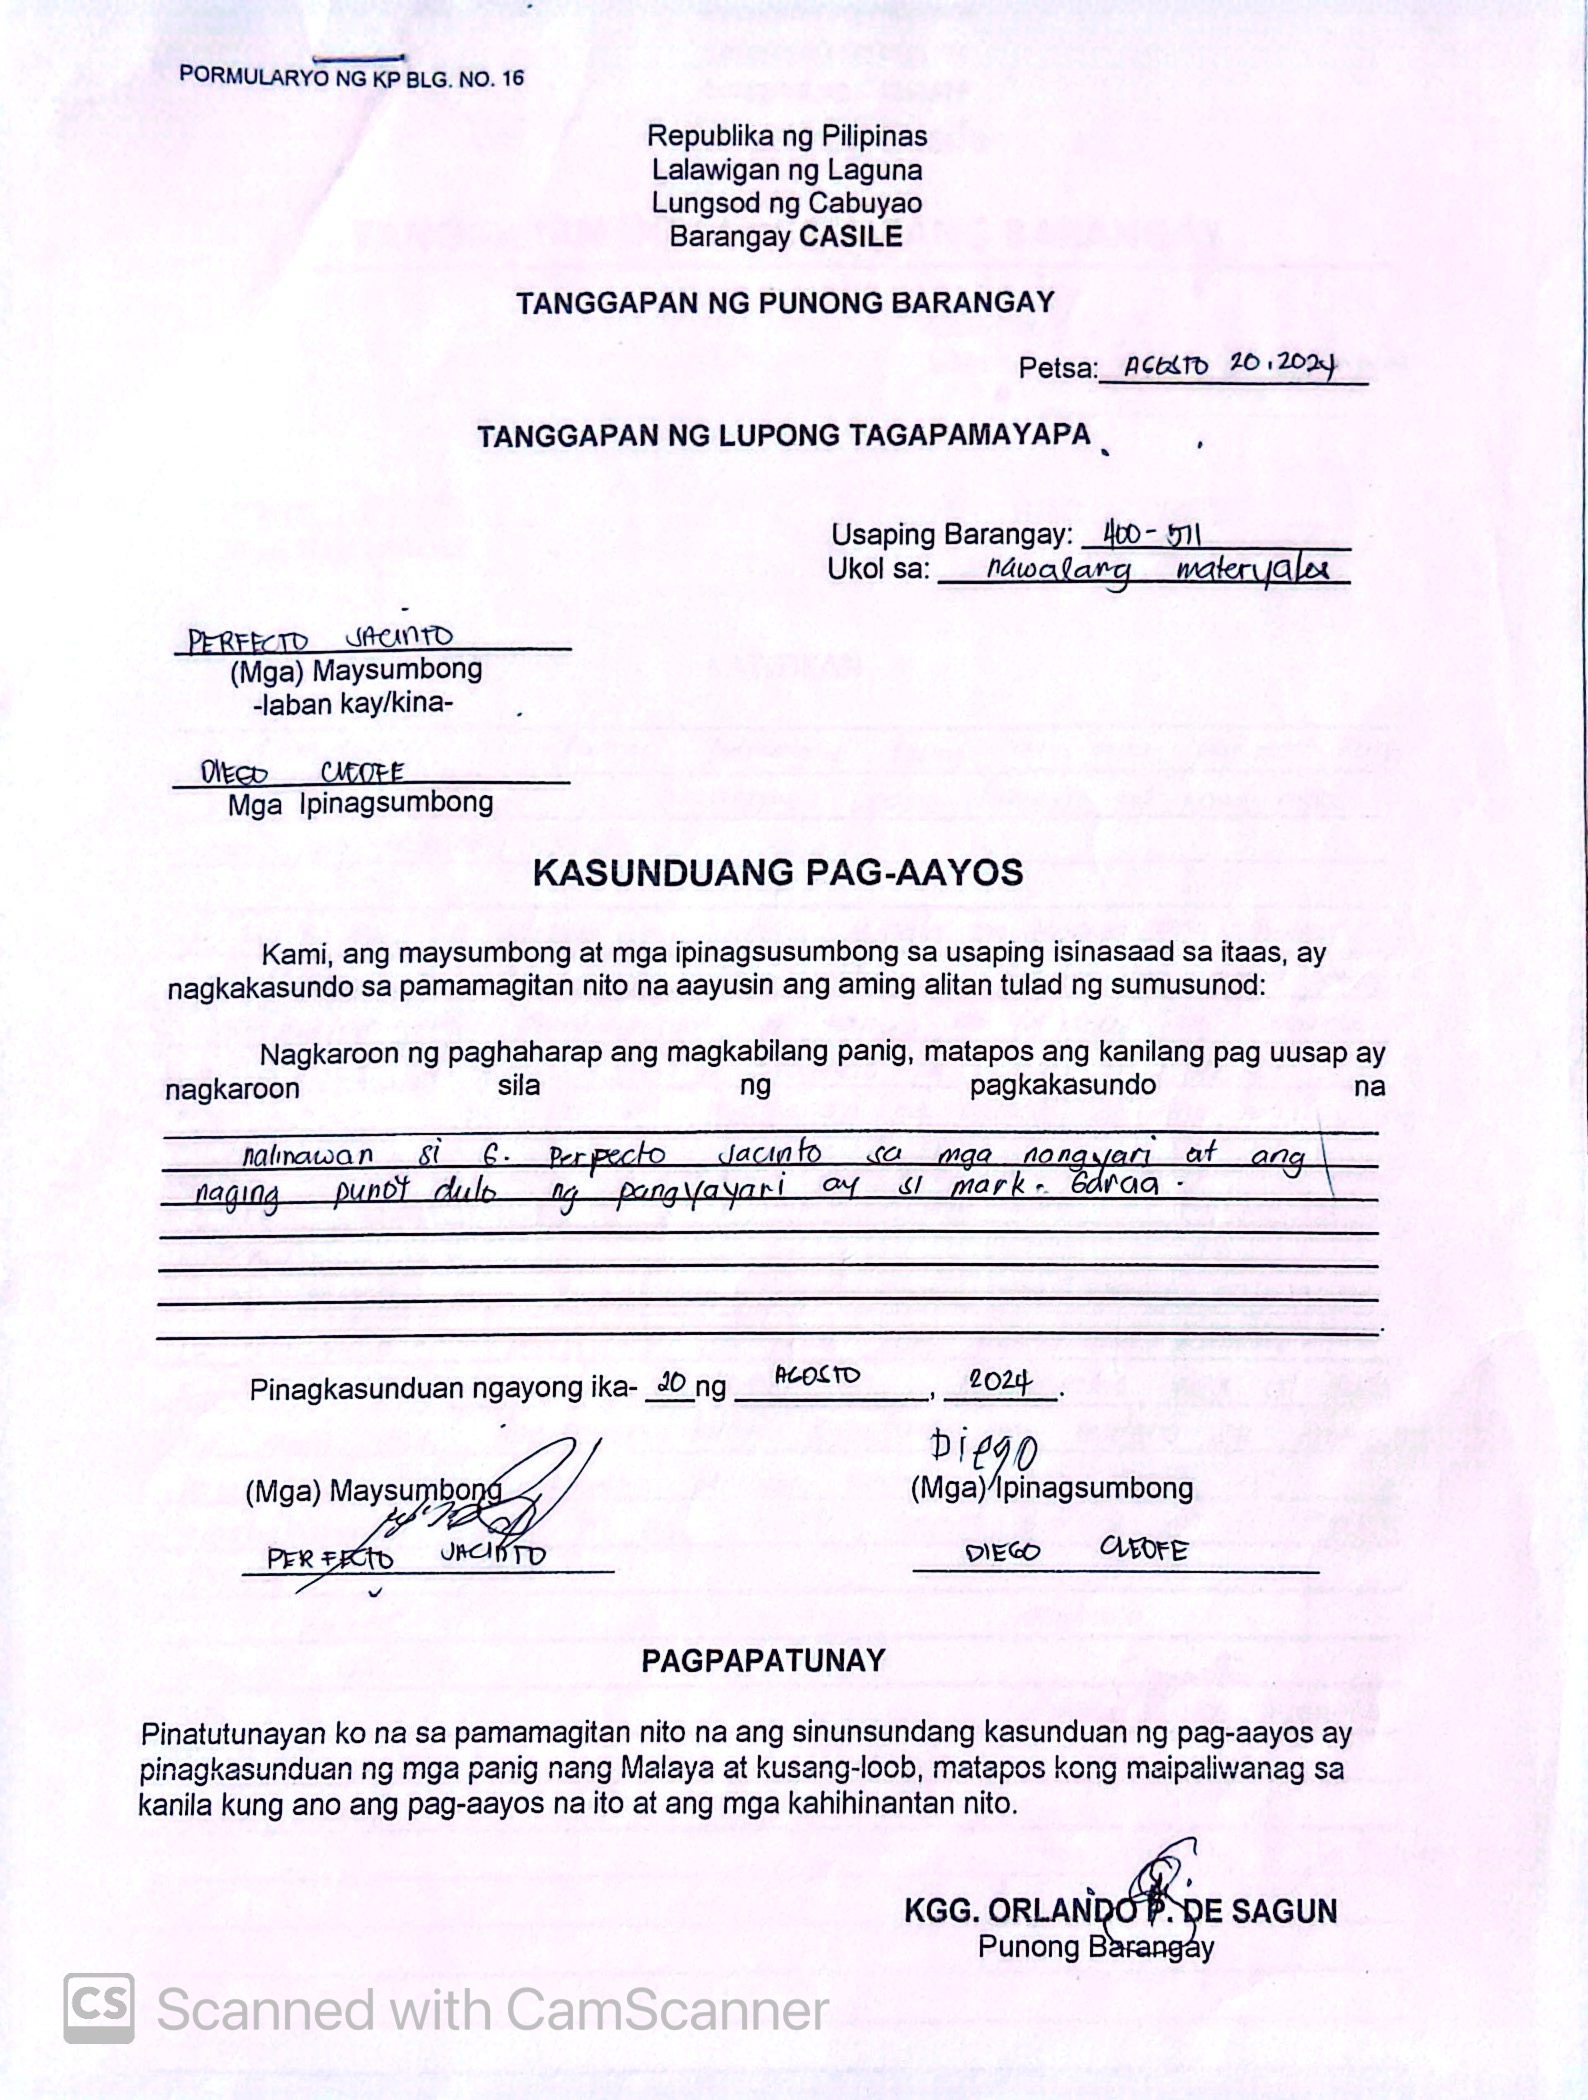 PORMULARYO NG KP BLG. NO. 16
Republika ng Pilipinas
Lalawigan ng Laguna
Lungsod ng Cabuyao
Barangay CASILE
TANGGAPAN NG PUNONG BARANGAY
Petsa: AGOSTO 20, 2024
TANGGAPAN NG LUPONG TAGAPAMAYAPA
Usaping Barangay: 400-511
Ukol sa: nawalang materyales
PERFECTO JACINTO
(Mga) Maysumbong
-laban kay/kina-
DIEGO CLEOFE
Mga Ipinagsumbong
KASUNDUANG PAG-AAYOS
Kami, ang maysumbong at mga ipinagsusumbong sa usaping isinasaad sa itaas, ay
nagkakasundo sa pamamagitan nito na aayusin ang aming alitan tulad ng sumusunod:
Nagkaroon ng paghaharap ang magkabilang panig, matapos ang kanilang pag uusap ay
nagkaroon sila ng pagkakasundo na
nalinawan si G. Perpecto Jacinto sa mga nangyari at ang
naging puno't dulo ng pangyayari ay si mark
Pinagkasunduan ngayong ika- 20 ng AGOSTO, 2024.
Diego
(Mga) Maysumbong (Mga) Ipinagsumbong
PERFECTO JACINTO DIEGO CLEOFE
PAGPAPATUNAY
Pinatutunayan ko na sa pamamagitan nito na ang sinunsundang kasunduan ng pag-aayos ay
pinagkasunduan ng mga panig nang Malaya at kusang-loob, matapos kong maipaliwanag sa
kanila kung ano ang pag-aayos na ito at ang mga kahihinantan nito.
KGG. ORLANDO P. DE SAGUN
Punong Barangay
CS Scanned with CamScanner